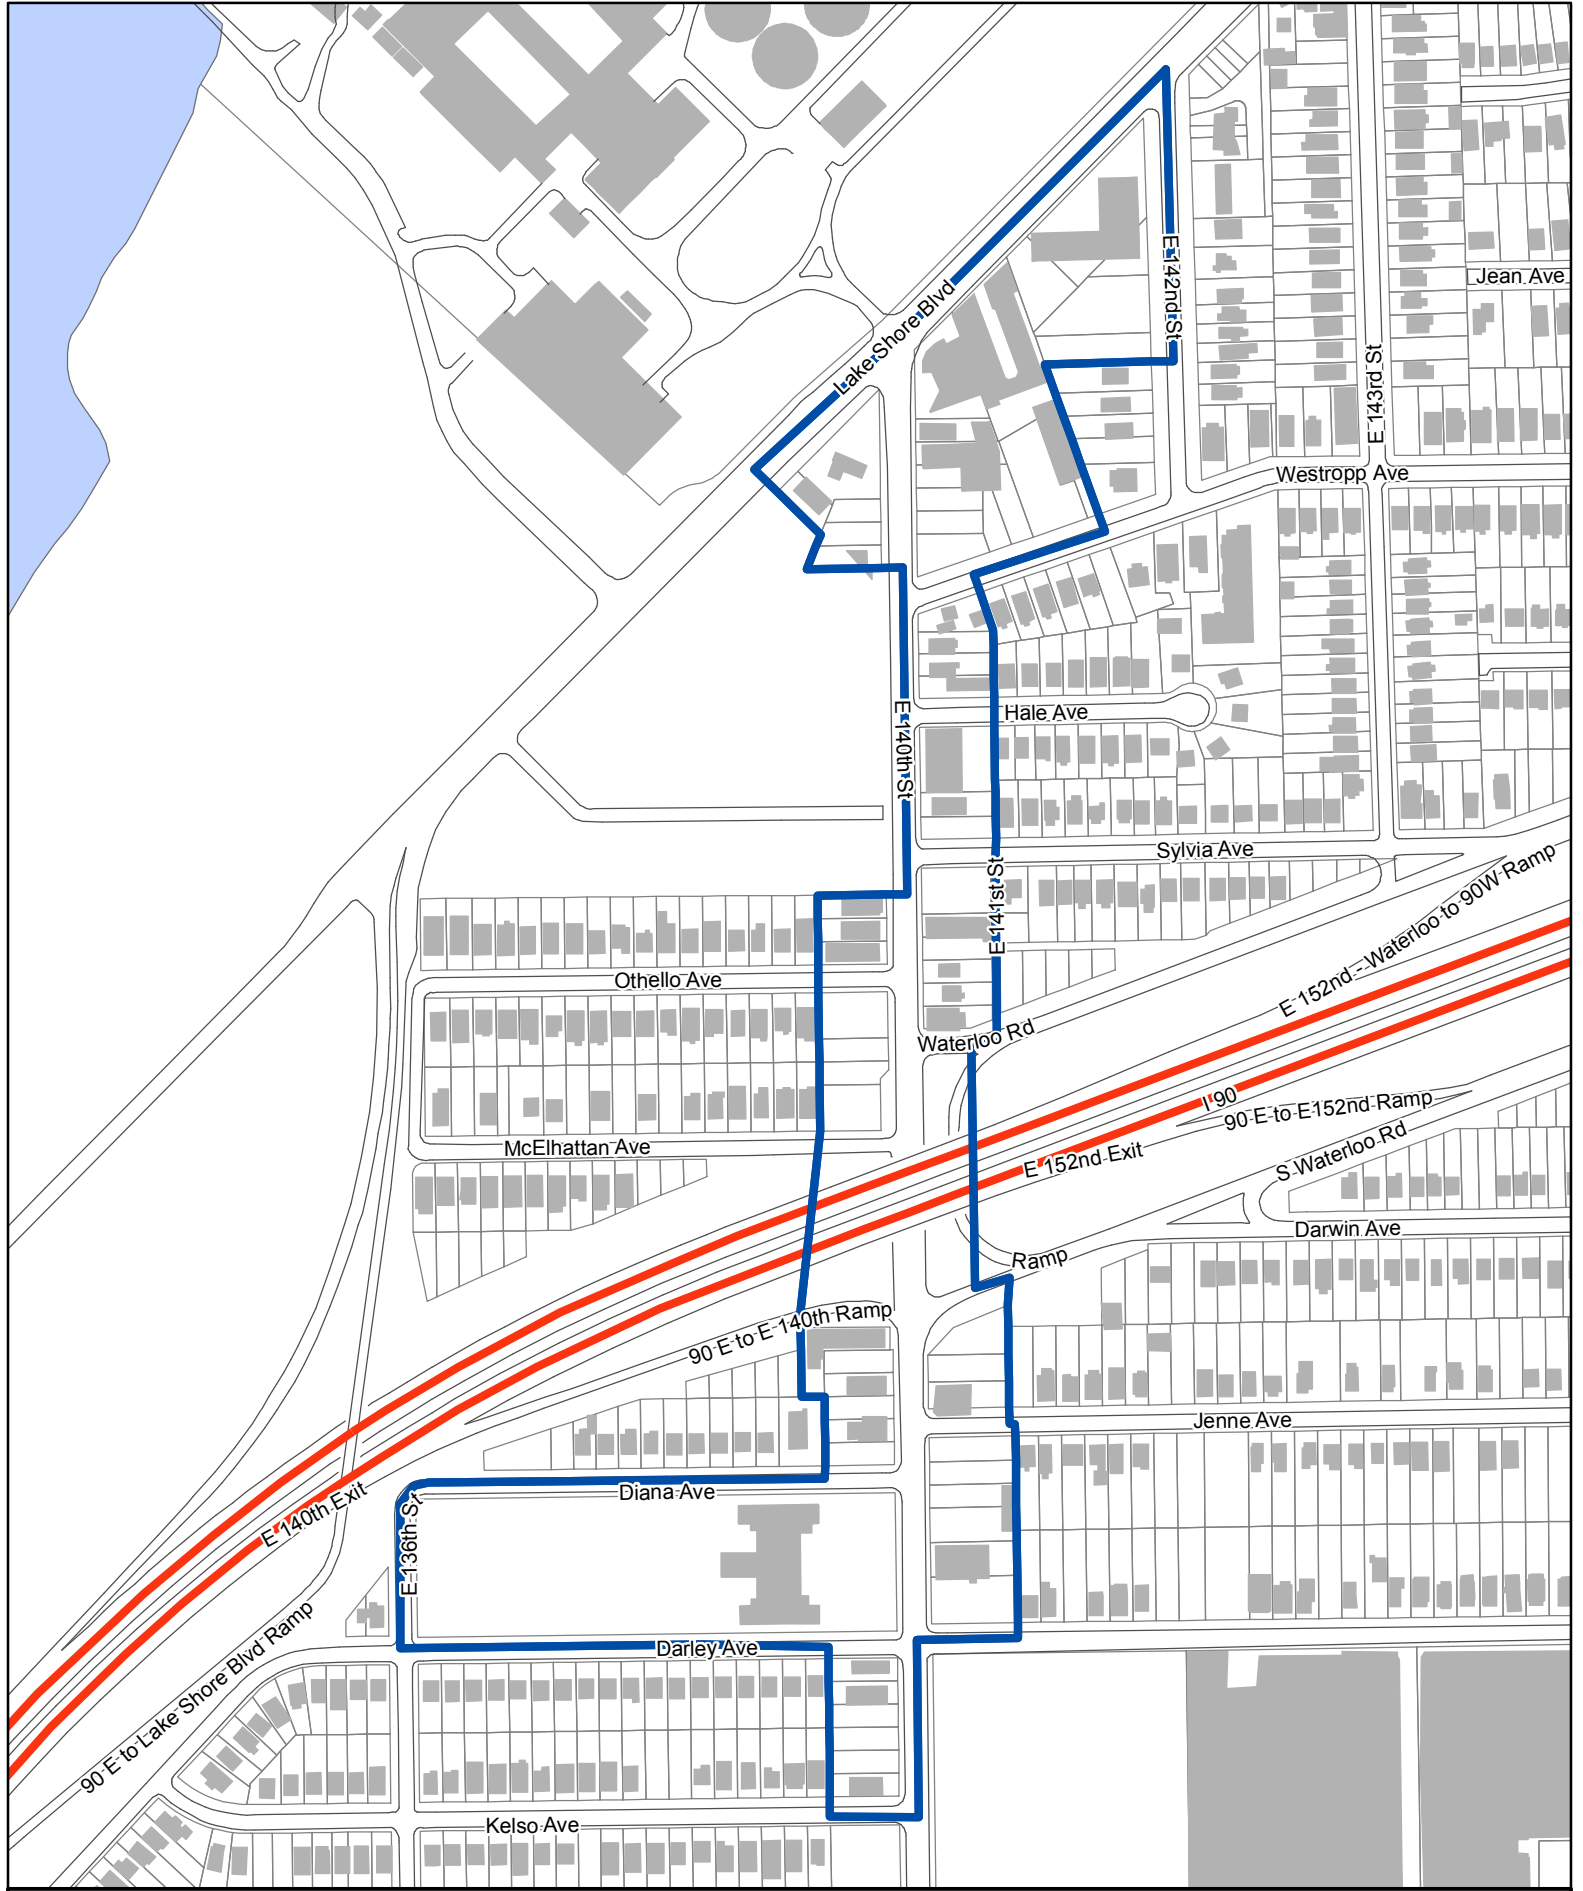 Jean Ave
E 142nd St
Lake Shore Blvd
E 143rd St
Westropp Ave
Hale Ave
E 140th St
Sylvia Ave
E 152nd - Waterloo to 90W Ramp
E 141st St
Othello Ave
Waterloo Rd
I 90
90 E to E152nd Ramp
S Waterloo Rd
McElhattan Ave
E 152nd Exit
Darwin Ave
Ramp
90 E to E 140th Ramp
Jenne Ave
Diana Ave
E 140th Exit
E 136th St
Darley Ave
90 E to Lake Shore Blvd Ramp
Kelso Ave